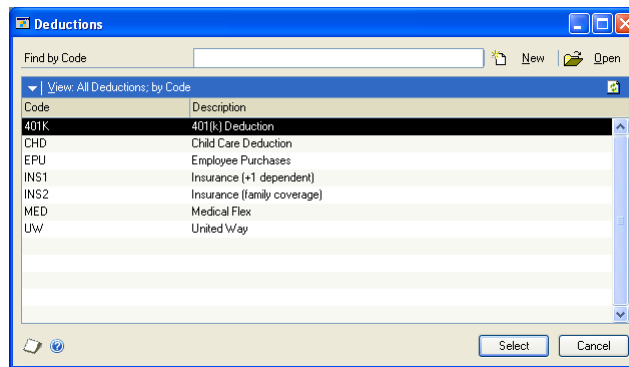 Deductions
Find by Code New Open
View: All Deductions; by Code
Code Description
401K 401(k) Deduction
CHD Child Care Deduction
EPU Employee Purchases
INS1 Insurance (+1 dependent)
INS2 Insurance (family coverage)
MED Medical Flex
UW United Way
Select Cancel